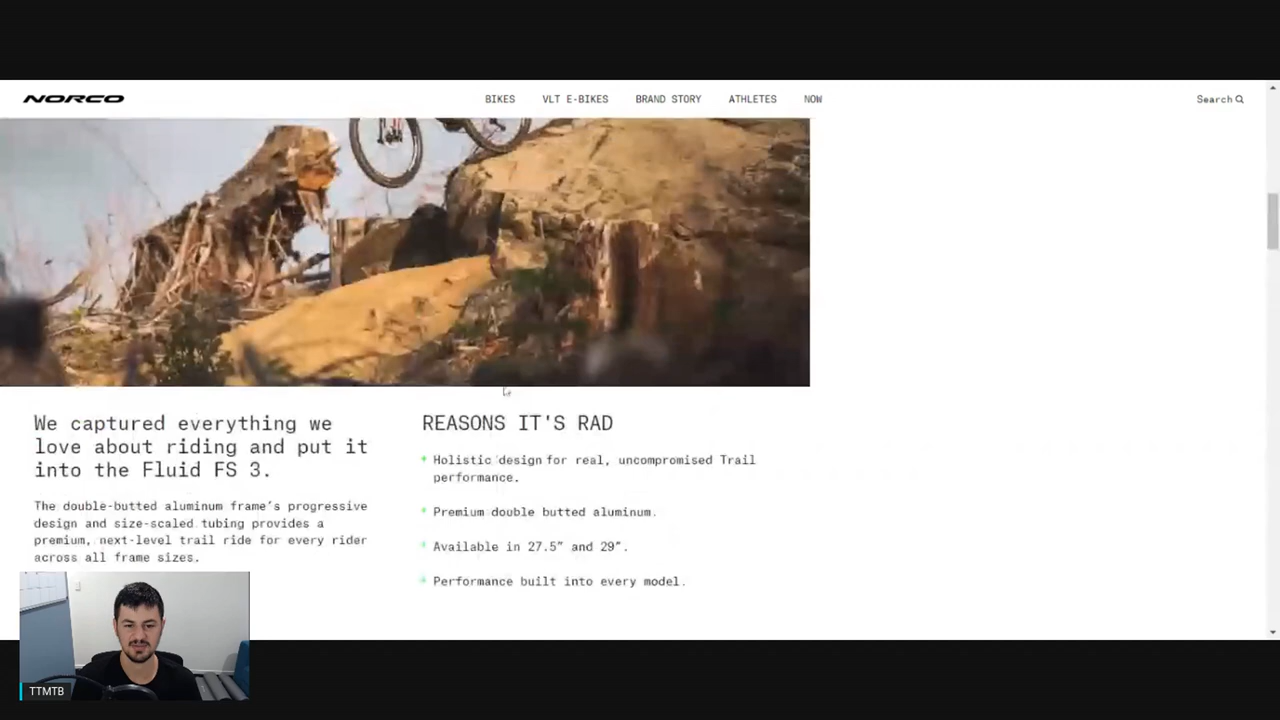 NORCO
BIKES VLT E-BIKES BRAND STORY ATHLETES NOW
Search
We captured everything we
love about riding and put it
into the Fluid FS 3.
The double-butted aluminum frame's progressive
design and size-scaled tubing provides a
premium, next-level trail ride for every rider
across all frame sizes.
REASONS IT'S RAD
Holistic design for real, uncompromised Trail
performance.
Premium double butted aluminum.
Available in 27.5” and 29”.
Performance built into every model.
TTMTB